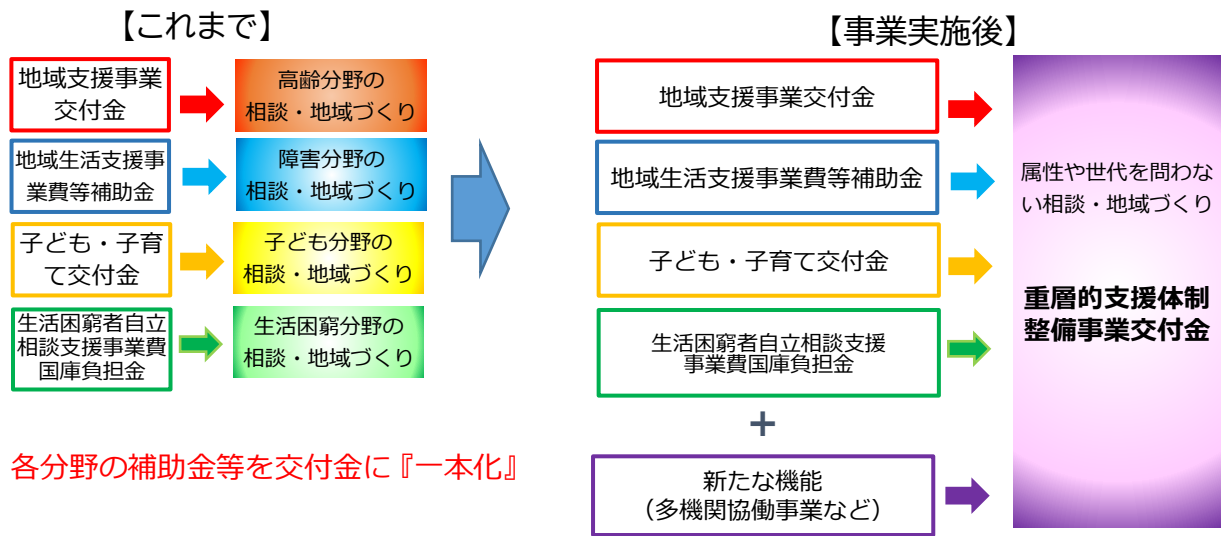 【これまで】
地域支援事業
交付金
高齢分野の
相談・地域づくり
地域生活支援事
業費等補助金
障害分野の
相談・地域づくり
子ども・子育
て交付金
子ども分野の
相談・地域づくり
生活困窮者自立
相談支援事業費
国庫負担金
生活困窮分野の
相談・地域づくり
各分野の補助金等を交付金に『一本化』
【事業実施後】
地域支援事業交付金
地域生活支援事業費等補助金
子ども・子育て交付金
生活困窮者自立相談支援
事業費国庫負担金
+
新たな機能
（多機関協働事業など）
属性や世代を問わな
い相談・地域づくり
重層的支援体制
整備事業交付金